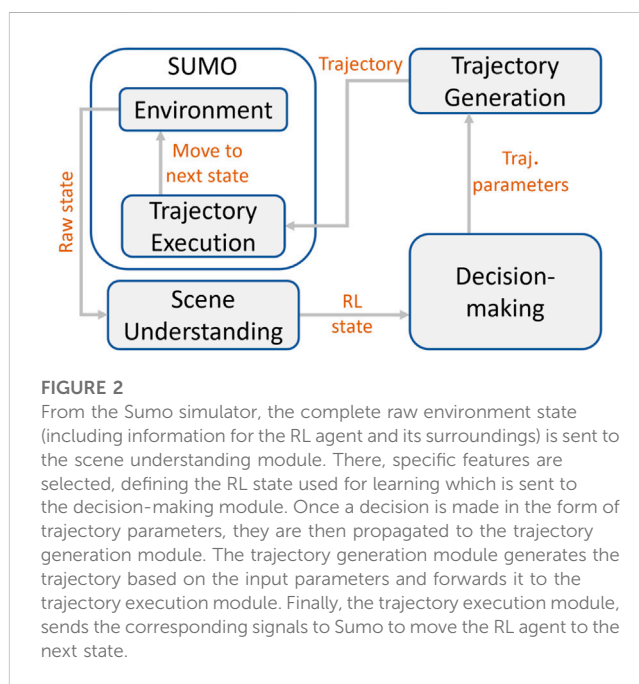 SUMO
Environment
Move to
next state
Trajectory
Execution
Raw state
Trajectory
Trajectory
Generation
Traj.
parameters
Decision-
making
Scene
Understanding
RL
state
FIGURE 2
From the Sumo simulator, the complete raw environment state
(including information for the RL agent and its surroundings) is sent to
the scene understanding module. There, specific features are
selected, defining the RL state used for learning which is sent to
the decision-making module. Once a decision is made in the form of
trajectory parameters, they are then propagated to the trajectory
generation module. The trajectory generation module generates the
trajectory based on the input parameters and forwards it to the
trajectory execution module. Finally, the trajectory execution module,
sends the corresponding signals to Sumo to move the RL agent to the
next state.